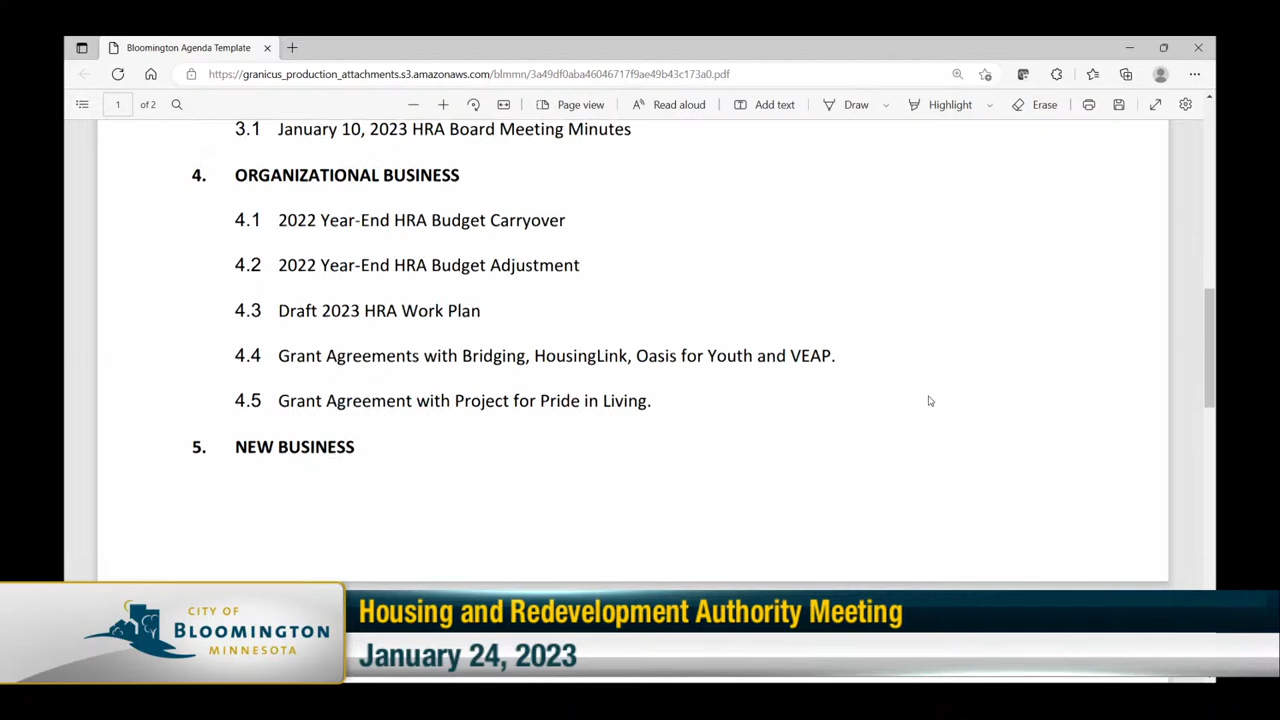 Bloomington Agenda Template
https://granicus_production_attachments.s3.amazonaws.com/blmmn/3a49df0aba46046717f9ae49b43c173a0.pdf
1 of 2
Page view
Read aloud
Add text
Draw
Highlight
Erase
3.1 January 10, 2023 HRA Board Meeting Minutes
4. ORGANIZATIONAL BUSINESS
4.1 2022 Year-End HRA Budget Carryover
4.2 2022 Year-End HRA Budget Adjustment
4.3 Draft 2023 HRA Work Plan
4.4 Grant Agreements with Bridging, HousingLink, Oasis for Youth and VEAP.
4.5 Grant Agreement with Project for Pride in Living.
5. NEW BUSINESS
CITY OF
BLOOMINGTON
MINNESOTA
Housing and Redevelopment Authority Meeting
January 24, 2023